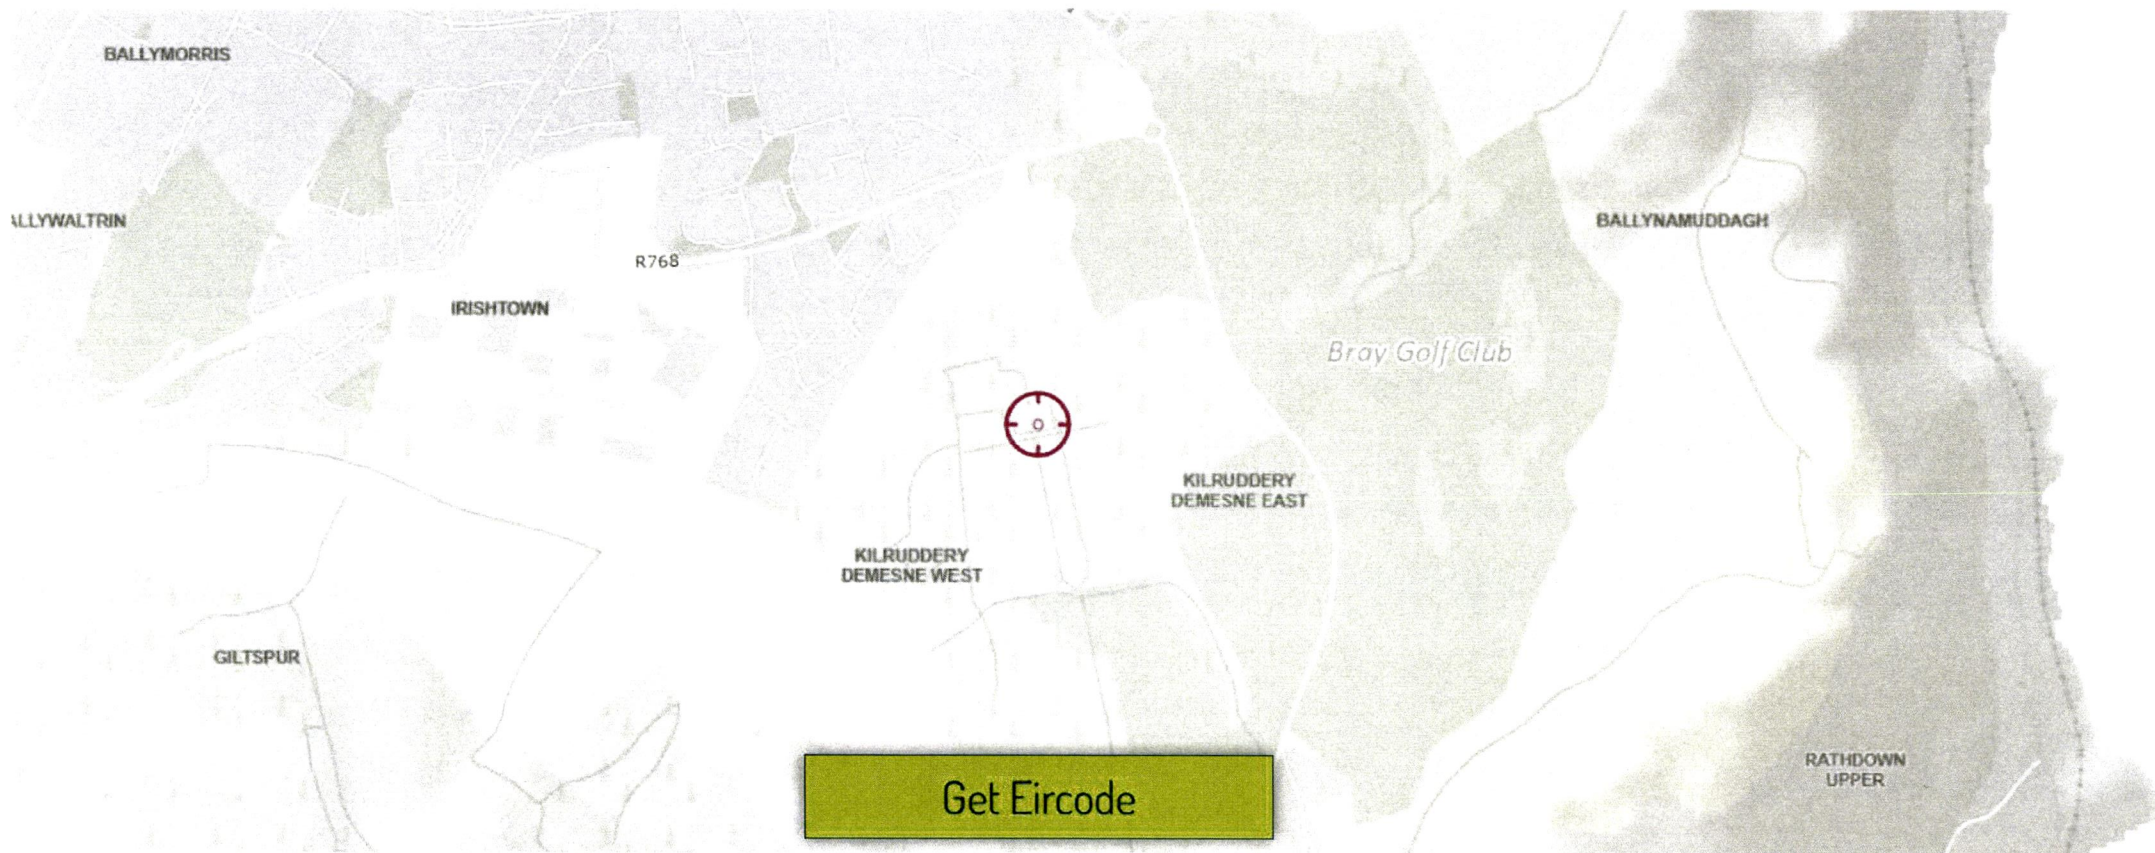 BALLYMORRIS
ALLYWALTRIN
BALLYNAMUDDAGH
R768
IRISHTOWN
Bray Golf Club
KILRUDDERY
DEMESNE EAST
KILRUDDERY
DEMESNE WEST
GILTSPUR
RATHDOWN
UPPER
Get Eircode